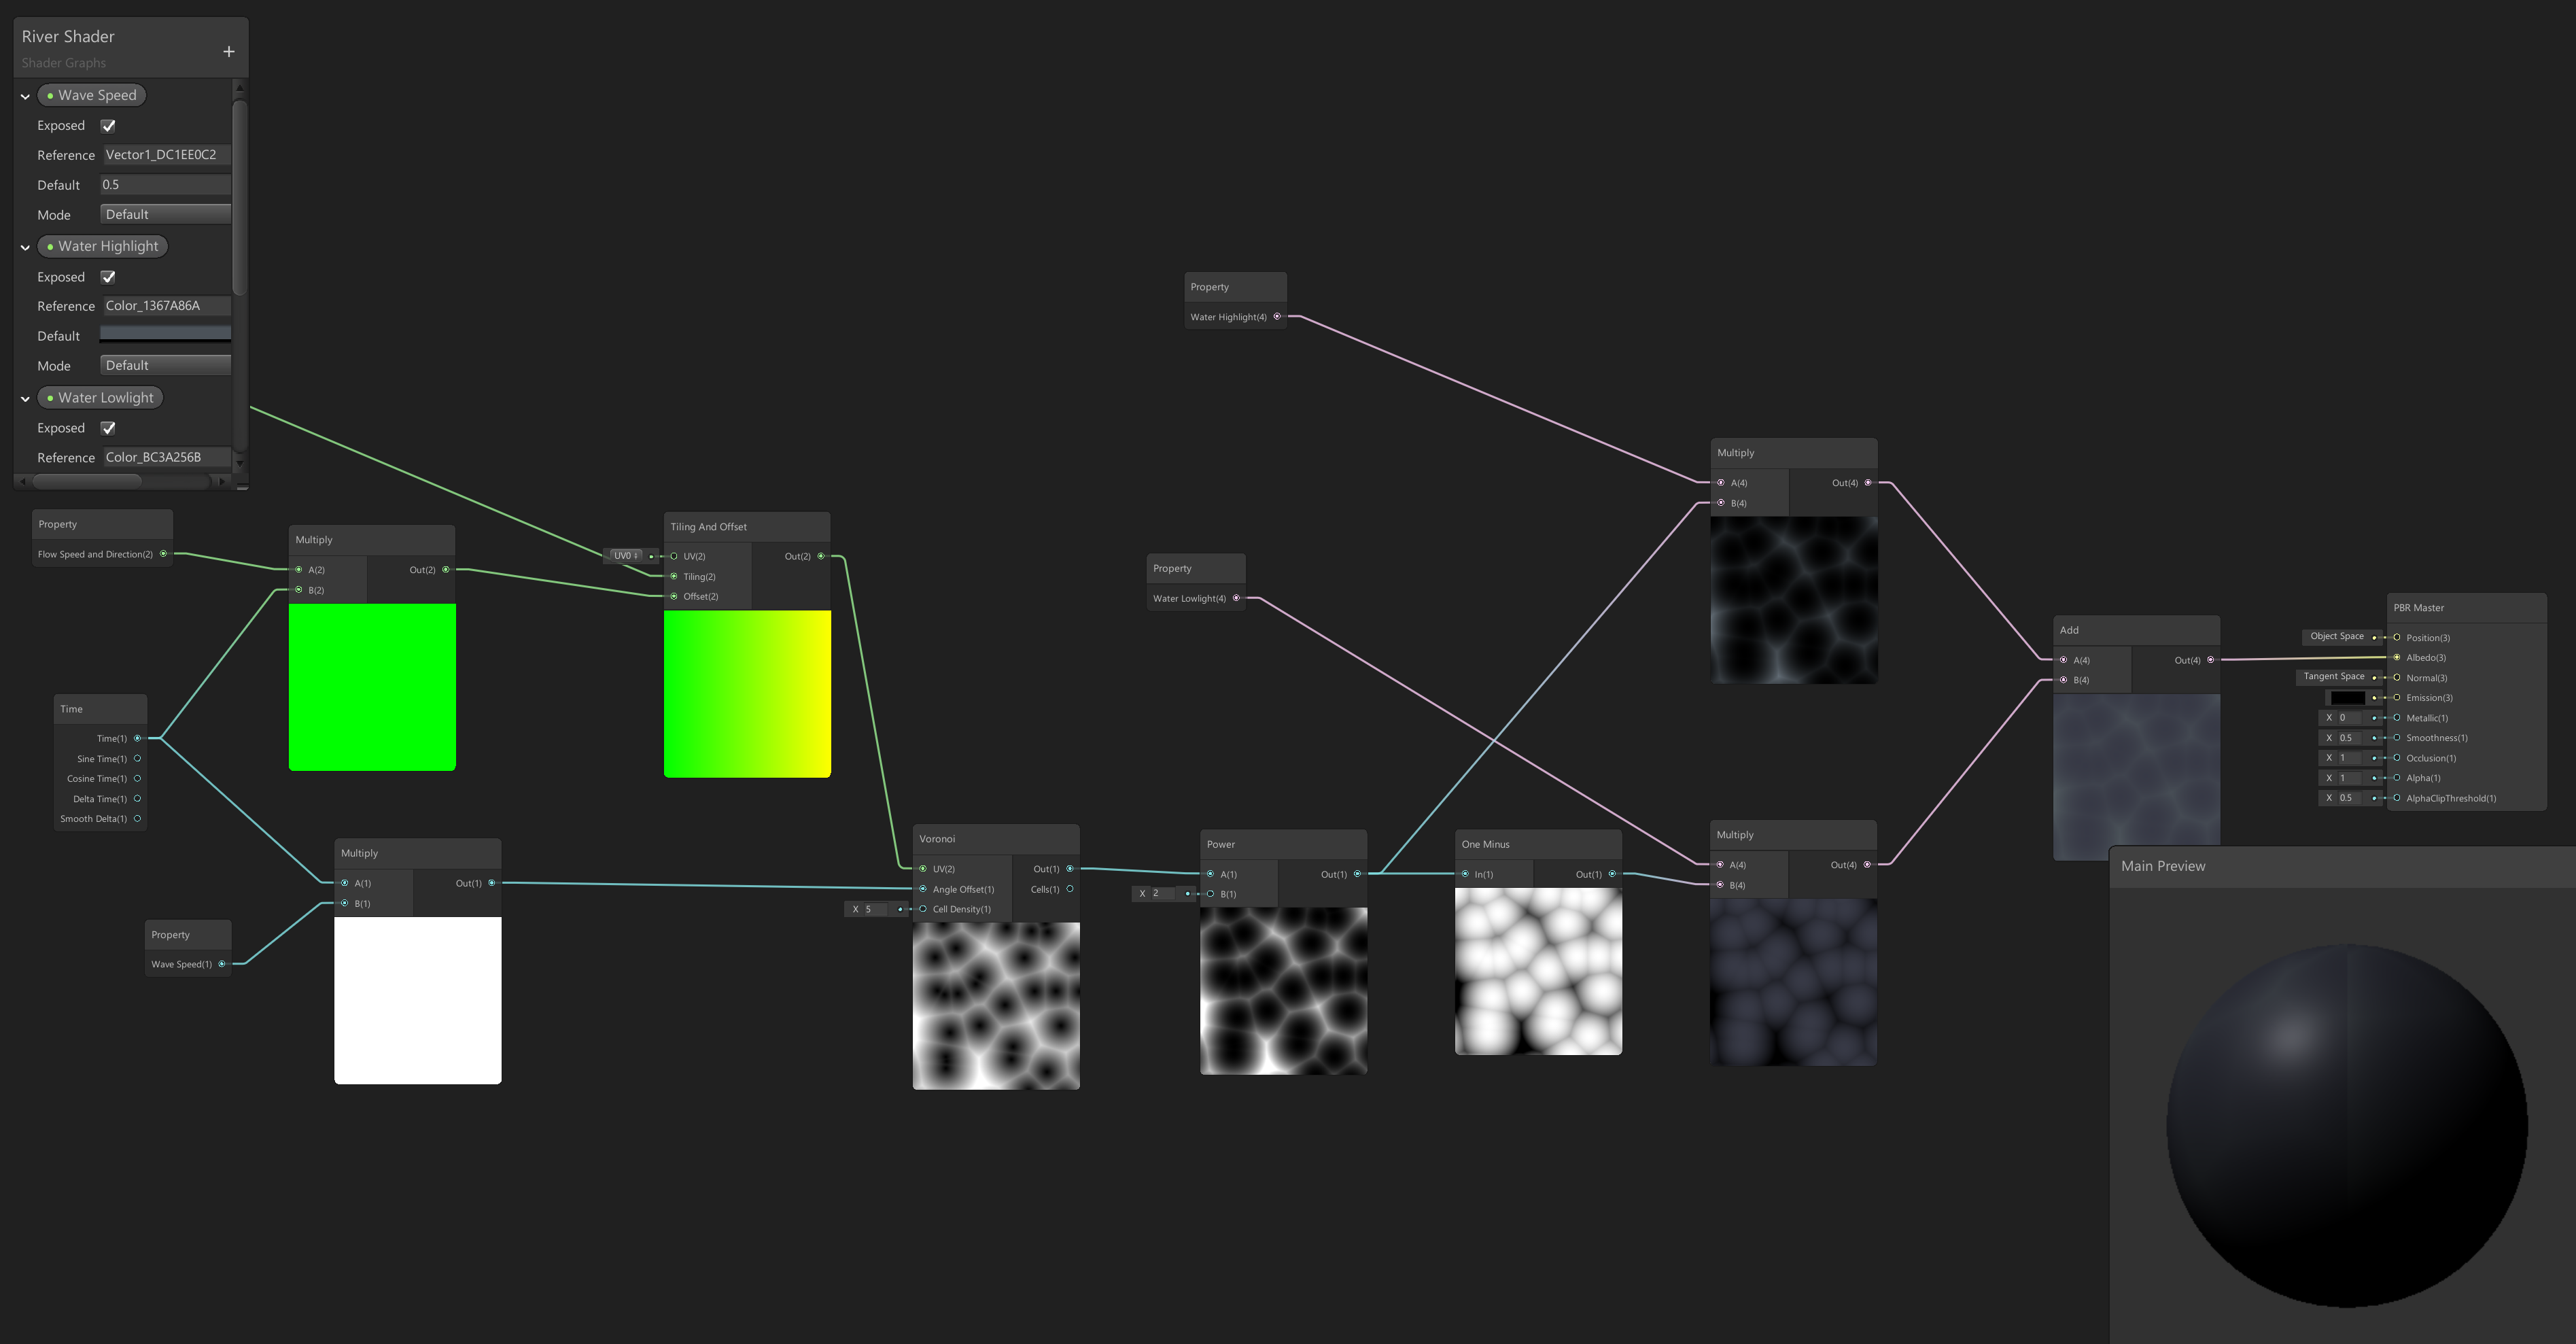 River Shader
Shader Graphs
Wave Speed
Exposed
Reference Vector1_DC1EE0C2
Default 0.5
Mode Default
Water Highlight
Exposed
Reference Color_1367A86A
Default
Mode Default
Water Lowlight
Exposed
Reference Color_BC3A256B
Property
Flow Speed and Direction(2)
Multiply
A(2) Out(2)
B(2)
Time
Time(1)
Sine Time(1)
Cosine Time(1)
Delta Time(1)
Smooth Delta(1)
Property
Wave Speed(1)
Multiply
A(1) Out(1)
B(1)
Tiling And Offset
UV0 UV(2) Out(2)
Tiling(2)
Offset(2)
Voronoi
UV(2) Out(1)
Angle Offset(1) Cells(1)
X 5 Cell Density(1)
Property
Water Highlight(4)
Property
Water Lowlight(4)
Power
A(1) Out(1)
X 2 B(1)
One Minus
In(1) Out(1)
Multiply
A(4) Out(4)
B(4)
Multiply
A(4) Out(4)
B(4)
Add
A(4) Out(4)
B(4)
PBR Master
Object Space Position(3)
Albedo(3)
Tangent Space Normal(3)
Emission(3)
X 0 Metallic(1)
X 0.5 Smoothness(1)
X 1 Occlusion(1)
X 1 Alpha(1)
X 0.5 AlphaClipThreshold(1)
Main Preview